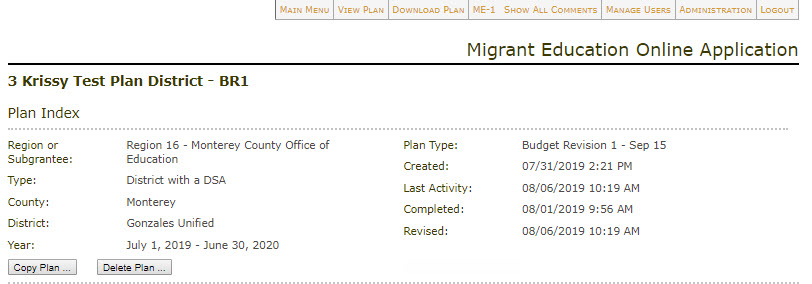 Main Menu View Plan Download Plan ME-1 Show All Comments Manage Users Administration Logout
Migrant Education Online Application
3 Krissy Test Plan District - BR1
Plan Index
Region or Subgrantee: Region 16 - Monterey County Office of Education
Type: District with a DSA
County: Monterey
District: Gonzales Unified
Year: July 1, 2019 - June 30, 2020
Plan Type: Budget Revision 1 - Sep 15
Created: 07/31/2019 2:21 PM
Last Activity: 08/06/2019 10:19 AM
Completed: 08/01/2019 9:56 AM
Revised: 08/06/2019 10:19 AM
Copy Plan ... Delete Plan ...